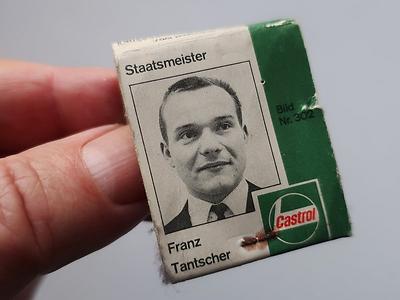 Staatsmeister
Bild
Nr. 302
Castrol
Franz
Tantscher